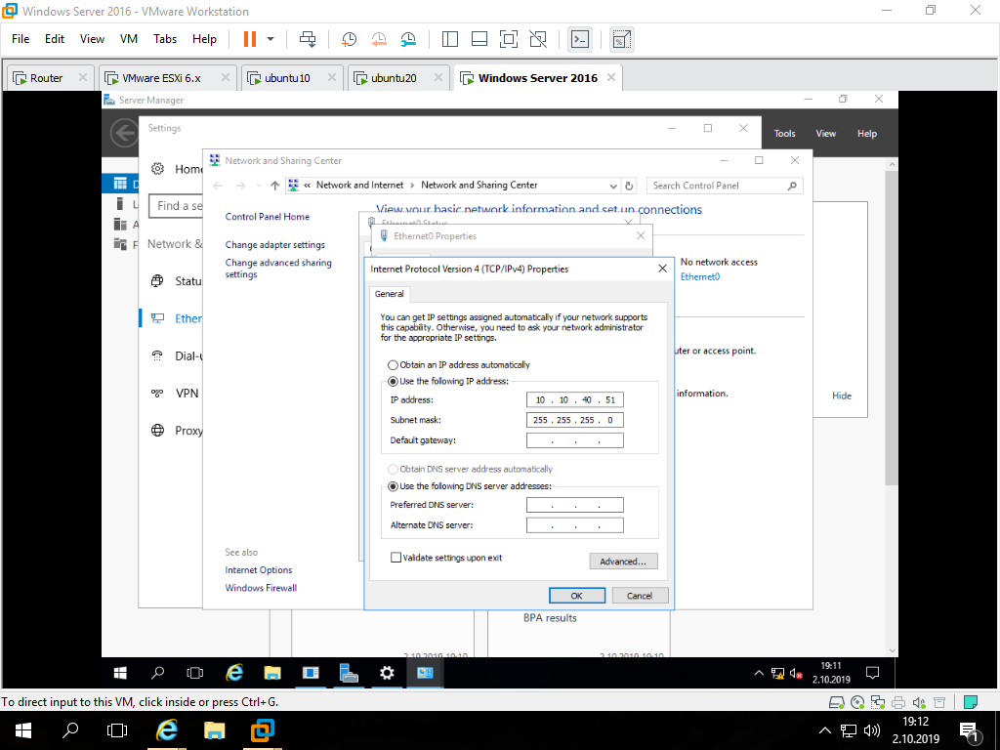 Windows Server 2016 - VMware Workstation
File Edit View VM Tabs Help
Router VMware ESXi 6.x ubuntu10 ubuntu20 Windows Server 2016
Server Manager
Settings
Tools View Help
Network and Sharing Center
Home
« Network and Internet › Network and Sharing Center
Search Control Panel
Find a se
Control Panel Home
View your basic network information and set up connections
Ethernet0 Status
Ethernet0 Properties
Network &
Change adapter settings
Change advanced sharing
settings
Internet Protocol Version 4 (TCP/IPv4) Properties
No network access
Ethernet0
Statu
General
You can get IP settings assigned automatically if your network supports
this capability. Otherwise, you need to ask your network administrator
for the appropriate IP settings.
Ether
Dial-u
uter or access point.
Obtain an IP address automatically
Use the following IP address:
VPN
information.
Hide
IP address: 10 . 10 . 40 . 51
Subnet mask: 255 . 255 . 255 . 0
Default gateway: . . .
Proxy
Obtain DNS server address automatically
Use the following DNS server addresses:
Preferred DNS server: . . .
Alternate DNS server: . . .
See also
Internet Options
Windows Firewall
Validate settings upon exit
Advanced...
OK Cancel
BPA results
2.10.2019 19:10 2.10.2019 19:10
19:11
2.10.2019
To direct input to this VM, click inside or press Ctrl+G.
19:12
2.10.2019
1